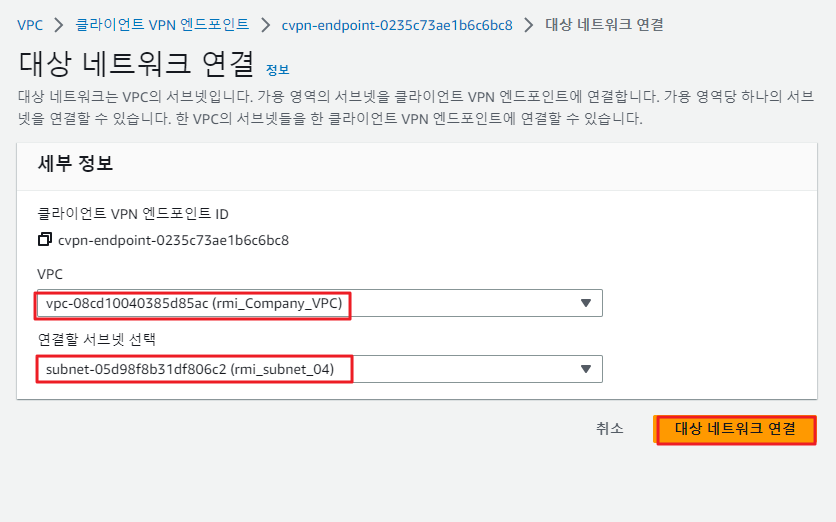 VPC > 클라이언트 VPN 엔드포인트 > cvpn-endpoint-0235c73ae1b6c6bc8 > 대상 네트워크 연결
대상 네트워크 연결 정보
대상 네트워크는 VPC의 서브넷입니다. 가용 영역의 서브넷을 클라이언트 VPN 엔드포인트에 연결합니다. 가용 영역당 하나의 서브
넷을 연결할 수 있습니다. 한 VPC의 서브넷들을 한 클라이언트 VPN 엔드포인트에 연결할 수 있습니다.
세부 정보
클라이언트 VPN 엔드포인트 ID
cvpn-endpoint-0235c73ae1b6c6bc8
VPC
vpc-08cd10040385d85ac (rmi_Company_VPC)
연결할 서브넷 선택
subnet-05d98f8b31df806c2 (rmi_subnet_04)
취소 대상 네트워크 연결